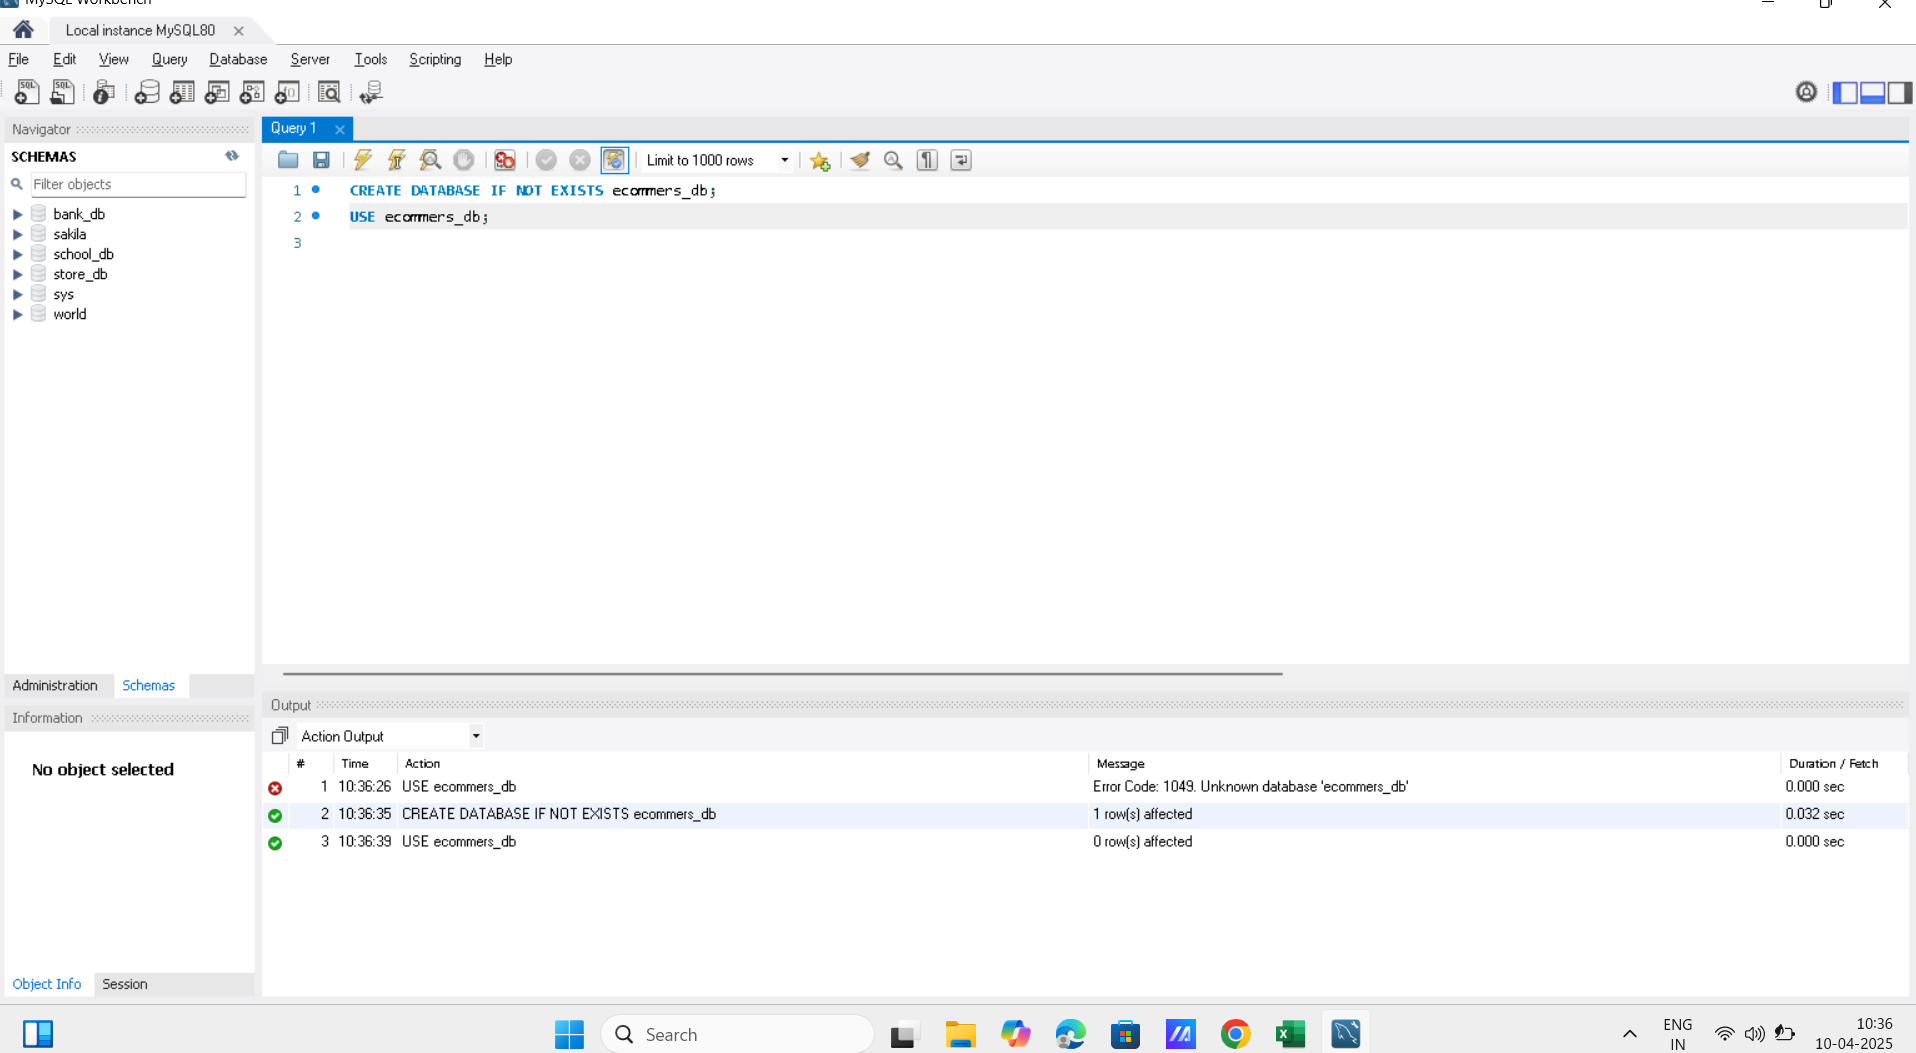 MySQL Workbench
Local instance MySQL80
File Edit View Query Database Server Tools Scripting Help
Navigator
SCHEMAS
Filter objects
bank_db
sakila
school_db
store_db
sys
world
Administration Schemas
Information
No object selected
Object Info Session
Query 1
Limit to 1000 rows
1 CREATE DATABASE IF NOT EXISTS ecommers_db;
2 USE ecommers_db;
3
Output
Action Output
# Time Action Message Duration / Fetch
1 10:36:26 USE ecommers_db Error Code: 1049. Unknown database 'ecommers_db' 0.000 sec
2 10:36:35 CREATE DATABASE IF NOT EXISTS ecommers_db 1 row(s) affected 0.032 sec
3 10:36:39 USE ecommers_db 0 row(s) affected 0.000 sec
Search
ENG
IN
10:36
10-04-2025